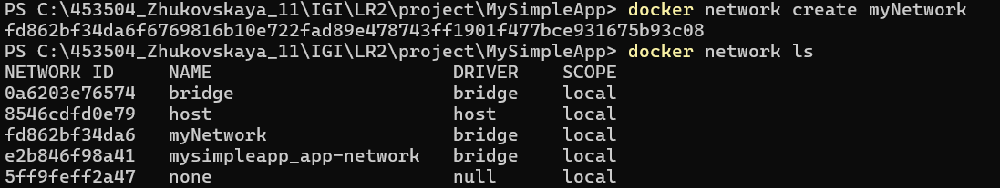 PS C:\453504_Zhukovskaya_11\IGI\LR2\project\MySimpleApp> docker network create myNetwork
fd862bf34da6f6769816b10e722fad89e478743ff1901f477bce931675b93c08
PS C:\453504_Zhukovskaya_11\IGI\LR2\project\MySimpleApp> docker network ls
NETWORK ID     NAME                      DRIVER    SCOPE
0a6203e76574   bridge                    bridge    local
8546cdfd0e79   host                      host      local
fd862bf34da6   myNetwork                 bridge    local
e2b846f98a41   mysimpleapp_app-network   bridge    local
5ff9feff2a47   none                      null      local